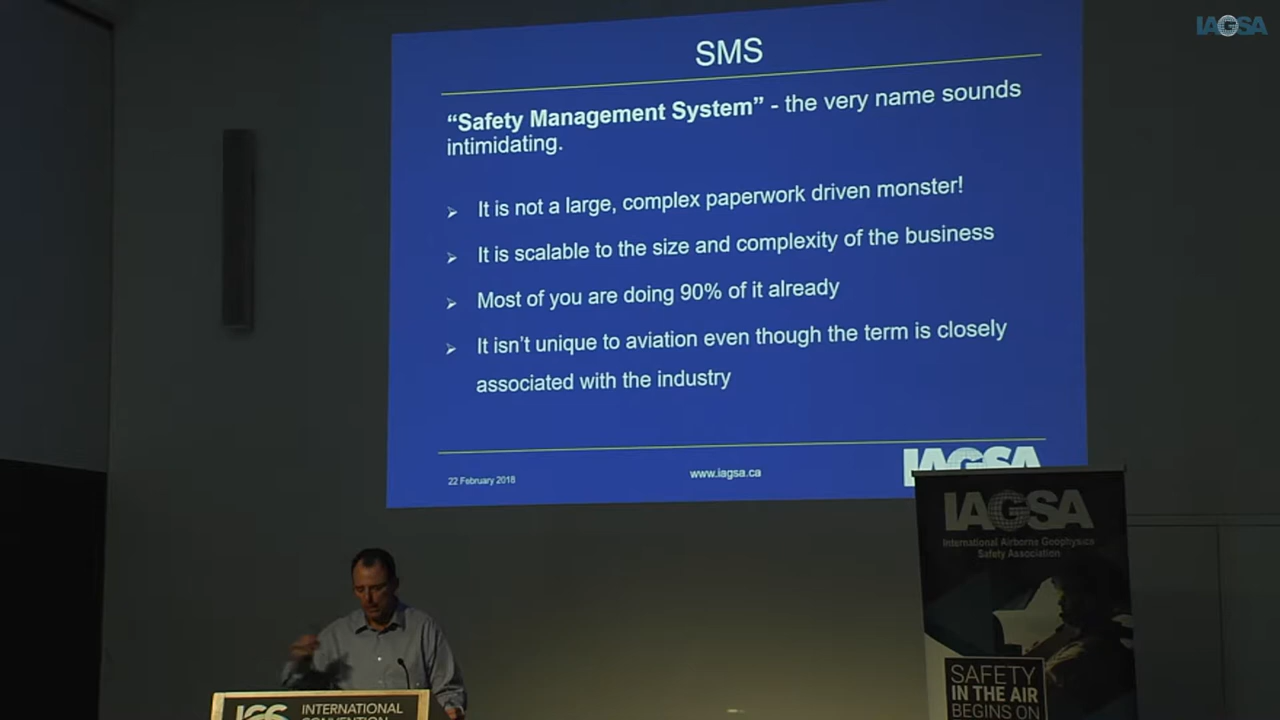 IAGSA
SMS
“Safety Management System” - the very name sounds
intimidating.
➢ It is not a large, complex paperwork driven monster!
➢ It is scalable to the size and complexity of the business
➢ Most of you are doing 90% of it already
➢ It isn’t unique to aviation even though the term is closely
associated with the industry
22 February 2018
www.iagsa.ca
IAGSA
IAGSA
International Airborne Geophysics
Safety Association
SAFETY
IN THE AIR
BEGINS ON
ICC
INTERNATIONAL
CONVENTION